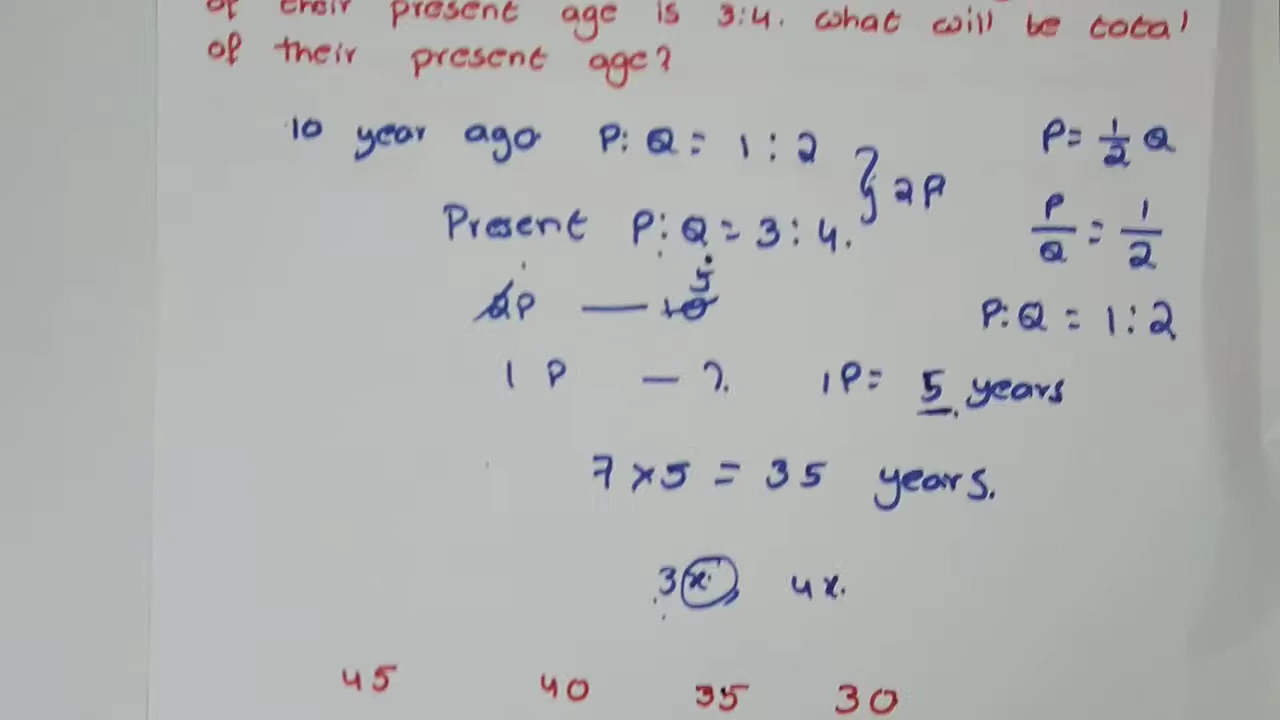 of their present age is 3:4. what will be total
of their present age?
10 year ago P: Q = 1 : 2 } 2P
P = 1/2 Q
Present P: Q = 3 : 4.
P/Q = 1/2
2P — 10 5
P:Q = 1 : 2
1 P — ?. 1P = 5 years
7 × 5 = 35 years.
3x. 4x.
45 40 35 30